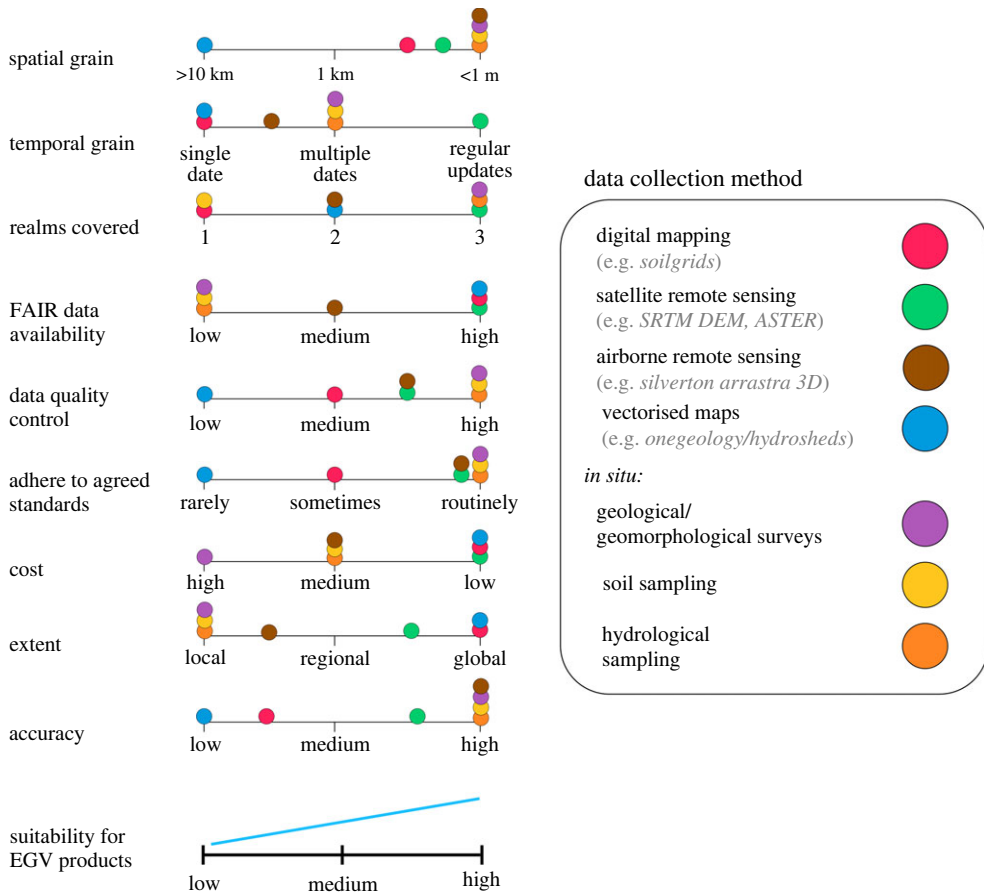 spatial grain
>10 km 1 km <1 m
temporal grain
single multiple regular
date dates updates
realms covered
1 2 3
FAIR data
availability
low medium high
data quality
control
low medium high
adhere to agreed
standards
rarely sometimes routinely
cost
high medium low
extent
local regional global
accuracy
low medium high
suitability for
EGV products
low medium high
data collection method
digital mapping
(e.g. soilgrids)
satellite remote sensing
(e.g. SRTM DEM, ASTER)
airborne remote sensing
(e.g. silverton arrastra 3D)
vectorised maps
(e.g. onegeology/hydrosheds)
in situ:
geological/
geomorphological surveys
soil sampling
hydrological
sampling